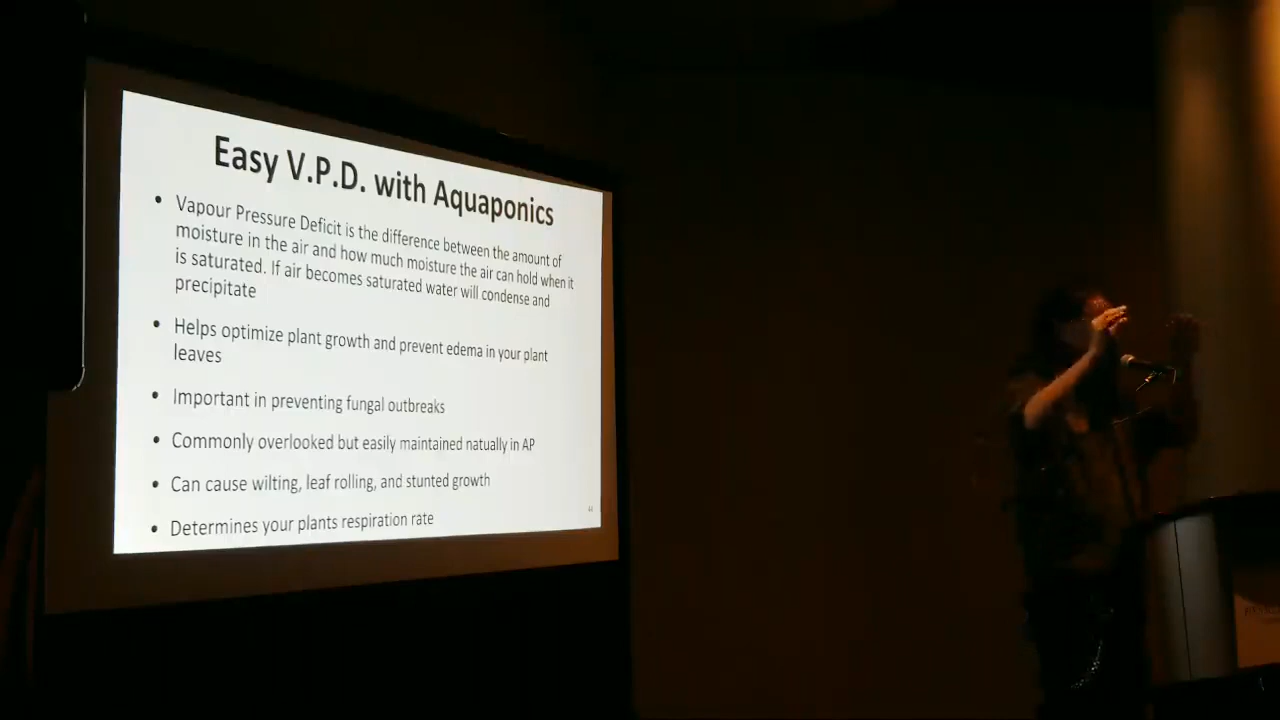 Easy V.P.D. with Aquaponics
• Vapour Pressure Deficit is the difference between the amount of
moisture in the air and how much moisture the air can hold when it
is saturated. If air becomes saturated water will condense and
precipitate
• Helps optimize plant growth and prevent edema in your plant
leaves
• Important in preventing fungal outbreaks
• Commonly overlooked but easily maintained natually in AP
• Can cause wilting, leaf rolling, and stunted growth
• Determines your plants respiration rate